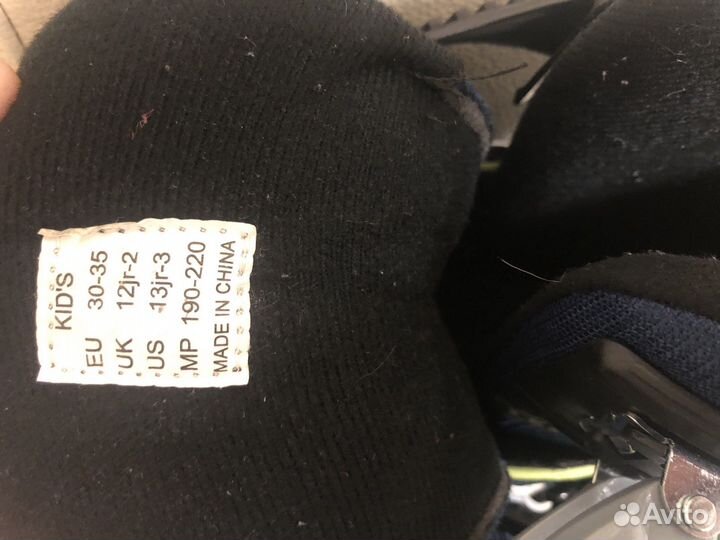 KID'S
EU 30-35
UK 12jr-2
US 13jr-3
MP 190-220
MADE IN CHINA
Avito